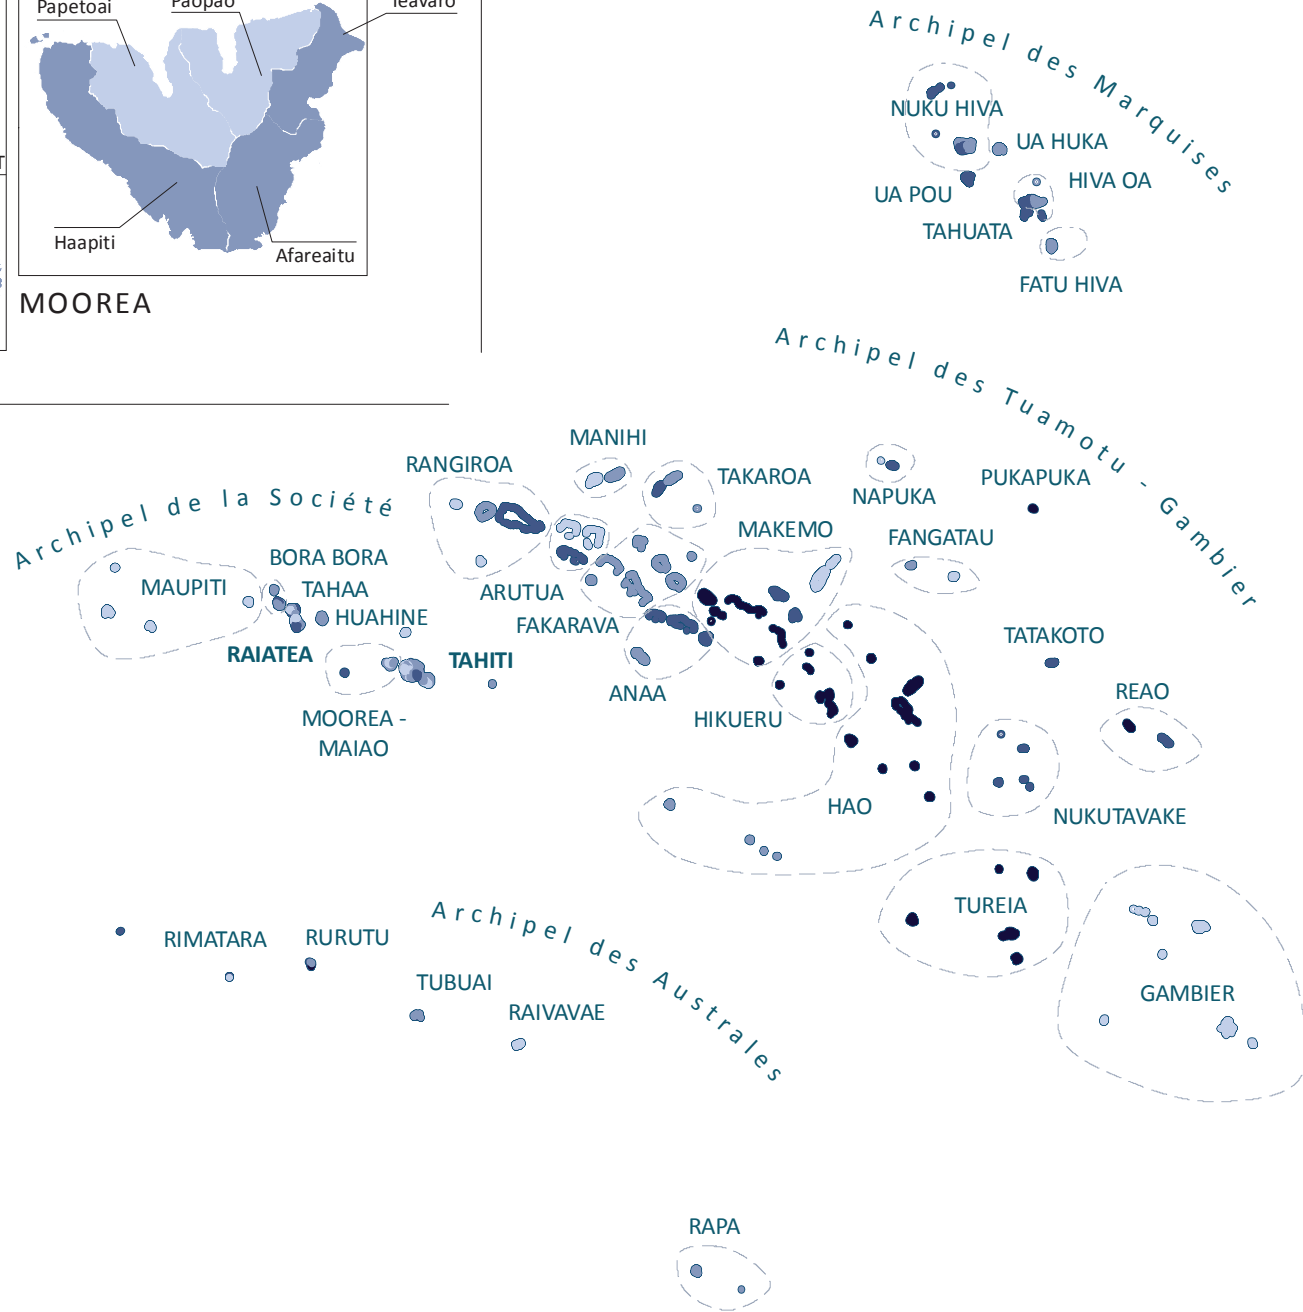 Papetoai
Paopao
Teavaro
Haapiti
Afareaitu
MOOREA
Archipel des Marquises
NUKU HIVA
UA HUKA
UA POU
HIVA OA
TAHUATA
FATU HIVA
Archipel des Tuamotu - Gambier
MANIHI
RANGIROA
TAKAROA
NAPUKA
PUKAPUKA
MAKEMO
FANGATAU
Archipel de la Société
BORA BORA
MAUPITI
TAHAA
HUAHINE
ARUTUA
FAKARAVA
RAIATEA
TAHITI
TATAKOTO
ANAA
REAO
MOOREA -
MAIAO
HIKUERU
HAO
NUKUTAVAKE
TUREIA
Archipel des Australes
RIMATARA
RURUTU
TUBUAI
RAIVAVAE
GAMBIER
RAPA